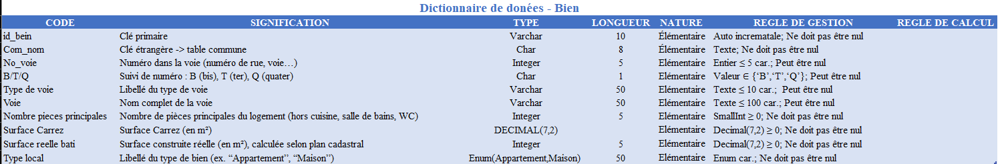 Dictionnaire de donées - Bien
CODE SIGNIFICATION TYPE LONGUEUR NATURE REGLE DE GESTION REGLE DE CALCUL
id_bein Clé primaire Varchar 10 Élémentaire Auto incrematale; Ne doit pas être nul
Com_nom Clé étrangère -> table commune Char 8 Élémentaire Texte; Ne doit pas être nul
No_voie Numéro dans la voie (numéro de rue, voie…) Integer 5 Elémentaire Entier ≤ 5 car.; Peut être nul
B/T/Q Suivi de numéro : B (bis), T (ter), Q (quater) Char 1 Elémentaire Valeur ∈ {‘B’,‘T’,‘Q’}; Peut être nul
Type de voie Libellé du type de voie Varchar 50 Elémentaire Texte ≤ 10 car.; Peut être nul
Voie Nom complet de la voie Varchar 50 Elémentaire Texte ≤ 100 car.; Peut être nul
Nombre pieces principales Nombre de pièces principales du logement (hors cuisine, salle de bains, WC) Integer 5 Elémentaire SmallInt ≥ 0; Ne doit pas être nul
Surface Carrez Surface Carrez (en m²) DECIMAL(7,2) Elémentaire Decimal(7,2) ≥ 0; Ne doit pas être nul
Surface reelle bati Surface construite réelle (en m²), calculée selon plan cadastral Integer 5 Elémentaire Decimal(7,2) ≥ 0; Ne doit pas être nul
Type local Libellé du type de bien (ex. “Appartement”, “Maison”) Enum(Appartement,Maison) 50 Elémentaire Enum car.; Ne doit pas être nul